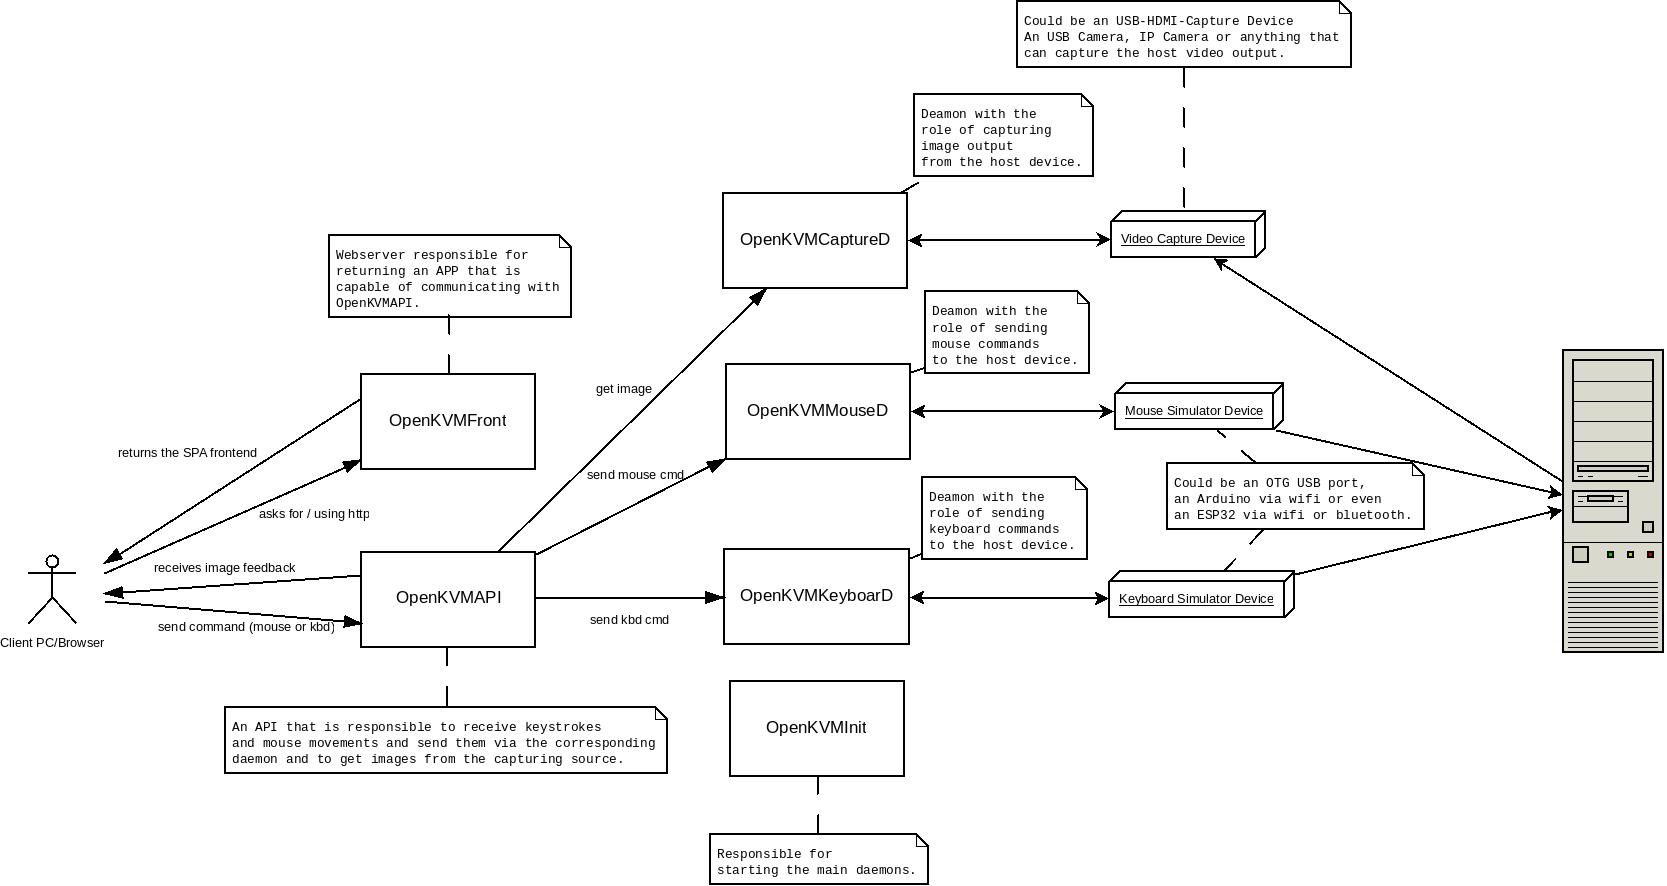 Could be an USB-HDMI-Capture Device
An USB Camera, IP Camera or anything that
can capture the host video output.
Deamon with the
role of capturing
image output
from the host device.
OpenKVMCaptureD
Video Capture Device
Webserver responsible for
returning an APP that is
capable of communicating with
OpenKVMAPI.
Deamon with the
role of sending
mouse commands
to the host device.
get image
OpenKVMFront
OpenKVMMouseD
Mouse Simulator Device
returns the SPA frontend
send mouse cmd
asks for / using http
Could be an OTG USB port,
an Arduino via wifi or even
an ESP32 via wifi or bluetooth.
Deamon with the
role of sending
keyboard commands
to the host device.
receives image feedback
OpenKVMAPI
OpenKVMKeyboarD
Keyboard Simulator Device
send command (mouse or kbd)
send kbd cmd
Client PC/Browser
An API that is responsible to receive keystrokes
and mouse movements and send them via the corresponding
daemon and to get images from the capturing source.
OpenKVMInit
Responsible for
starting the main daemons.